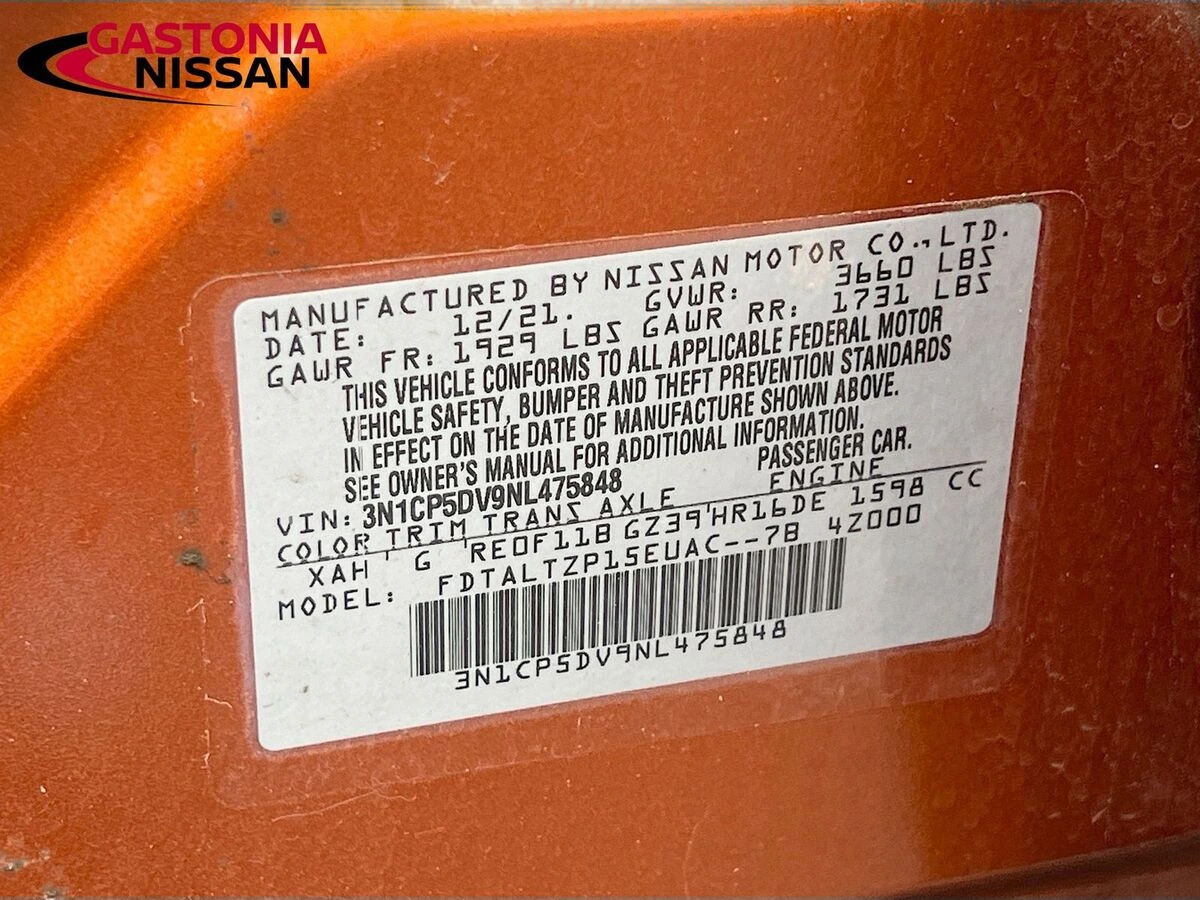 GASTONIA
NISSAN
MANUFACTURED BY NISSAN MOTOR CO.,LTD.
DATE: 12/21. GVWR: 3660 LBS
GAWR FR: 1929 LBS GAWR RR: 1731 LBS
THIS VEHICLE CONFORMS TO ALL APPLICABLE FEDERAL MOTOR
VEHICLE SAFETY, BUMPER AND THEFT PREVENTION STANDARDS
IN EFFECT ON THE DATE OF MANUFACTURE SHOWN ABOVE.
SEE OWNER'S MANUAL FOR ADDITIONAL INFORMATION.
VIN: 3N1CP5DV9NL475848 PASSENGER CAR.
COLOR TRIM TRANS AXLE ENGINE
XAH G RE0F11B GZ39 HR16DE 1598 CC
MODEL: FDTALTZP15EUAC--7B 4Z000
3N1CP5DV9NL475848